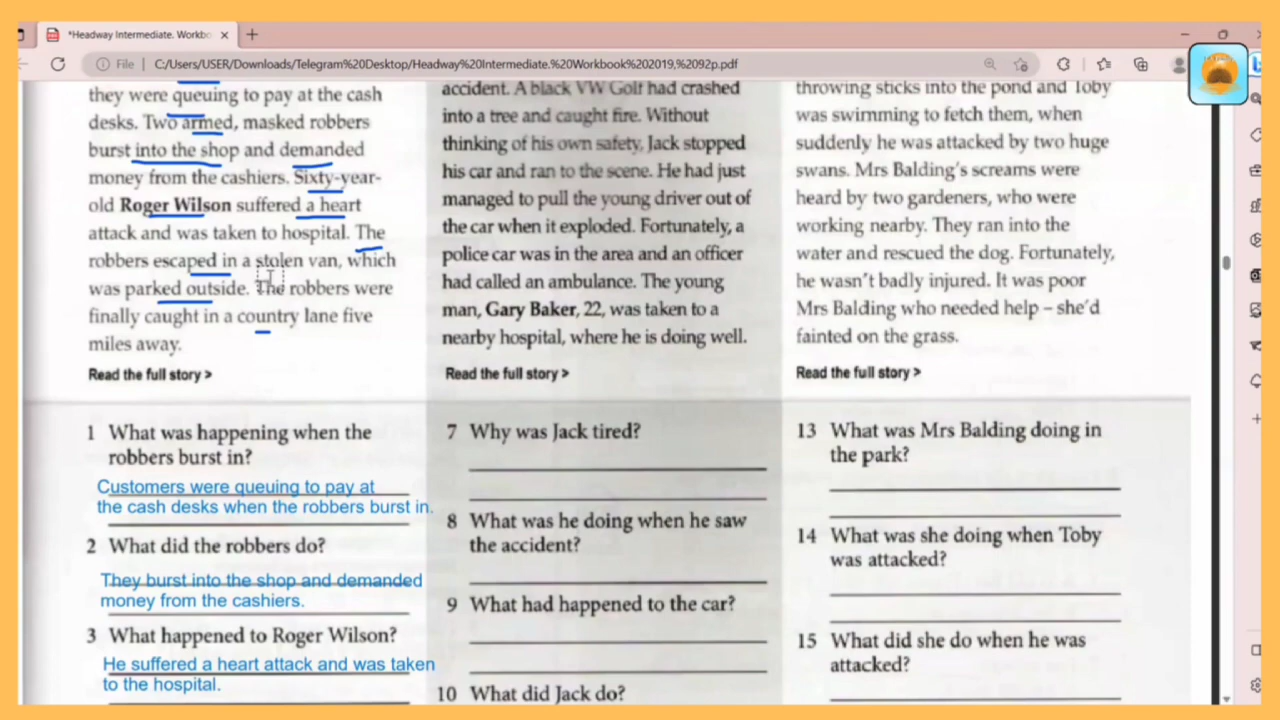 *Headway Intermediate. Workbo
File
C:/Users/USER/Downloads/Telegram%20Desktop/Headway%20Intermediate.%20Workbook%202019,%2092p.pdf
they were queuing to pay at the cash
desks. Two armed, masked robbers
burst into the shop and demanded
money from the cashiers. Sixty-year-
old Roger Wilson suffered a heart
attack and was taken to hospital. The
robbers escaped in a stolen van, which
was parked outside. The robbers were
finally caught in a country lane five
miles away.
Read the full story >
accident. A black VW Golf had crashed
into a tree and caught fire. Without
thinking of his own safety, Jack stopped
his car and ran to the scene. He had just
managed to pull the young driver out of
the car when it exploded. Fortunately, a
police car was in the area and an officer
had called an ambulance. The young
man, Gary Baker, 22, was taken to a
nearby hospital, where he is doing well.
Read the full story >
throwing sticks into the pond and Toby
was swimming to fetch them, when
suddenly he was attacked by two huge
swans. Mrs Balding's screams were
heard by two gardeners, who were
working nearby. They ran into the
water and rescued the dog. Fortunately,
he wasn't badly injured. It was poor
Mrs Balding who needed help – she'd
fainted on the grass.
Read the full story >
1 What was happening when the
robbers burst in?
Customers were queuing to pay at
the cash desks when the robbers burst in.
2 What did the robbers do?
They burst into the shop and demanded
money from the cashiers.
3 What happened to Roger Wilson?
He suffered a heart attack and was taken
to the hospital.
7 Why was Jack tired?
8 What was he doing when he saw
the accident?
9 What had happened to the car?
10 What did Jack do?
13 What was Mrs Balding doing in
the park?
14 What was she doing when Toby
was attacked?
15 What did she do when he was
attacked?